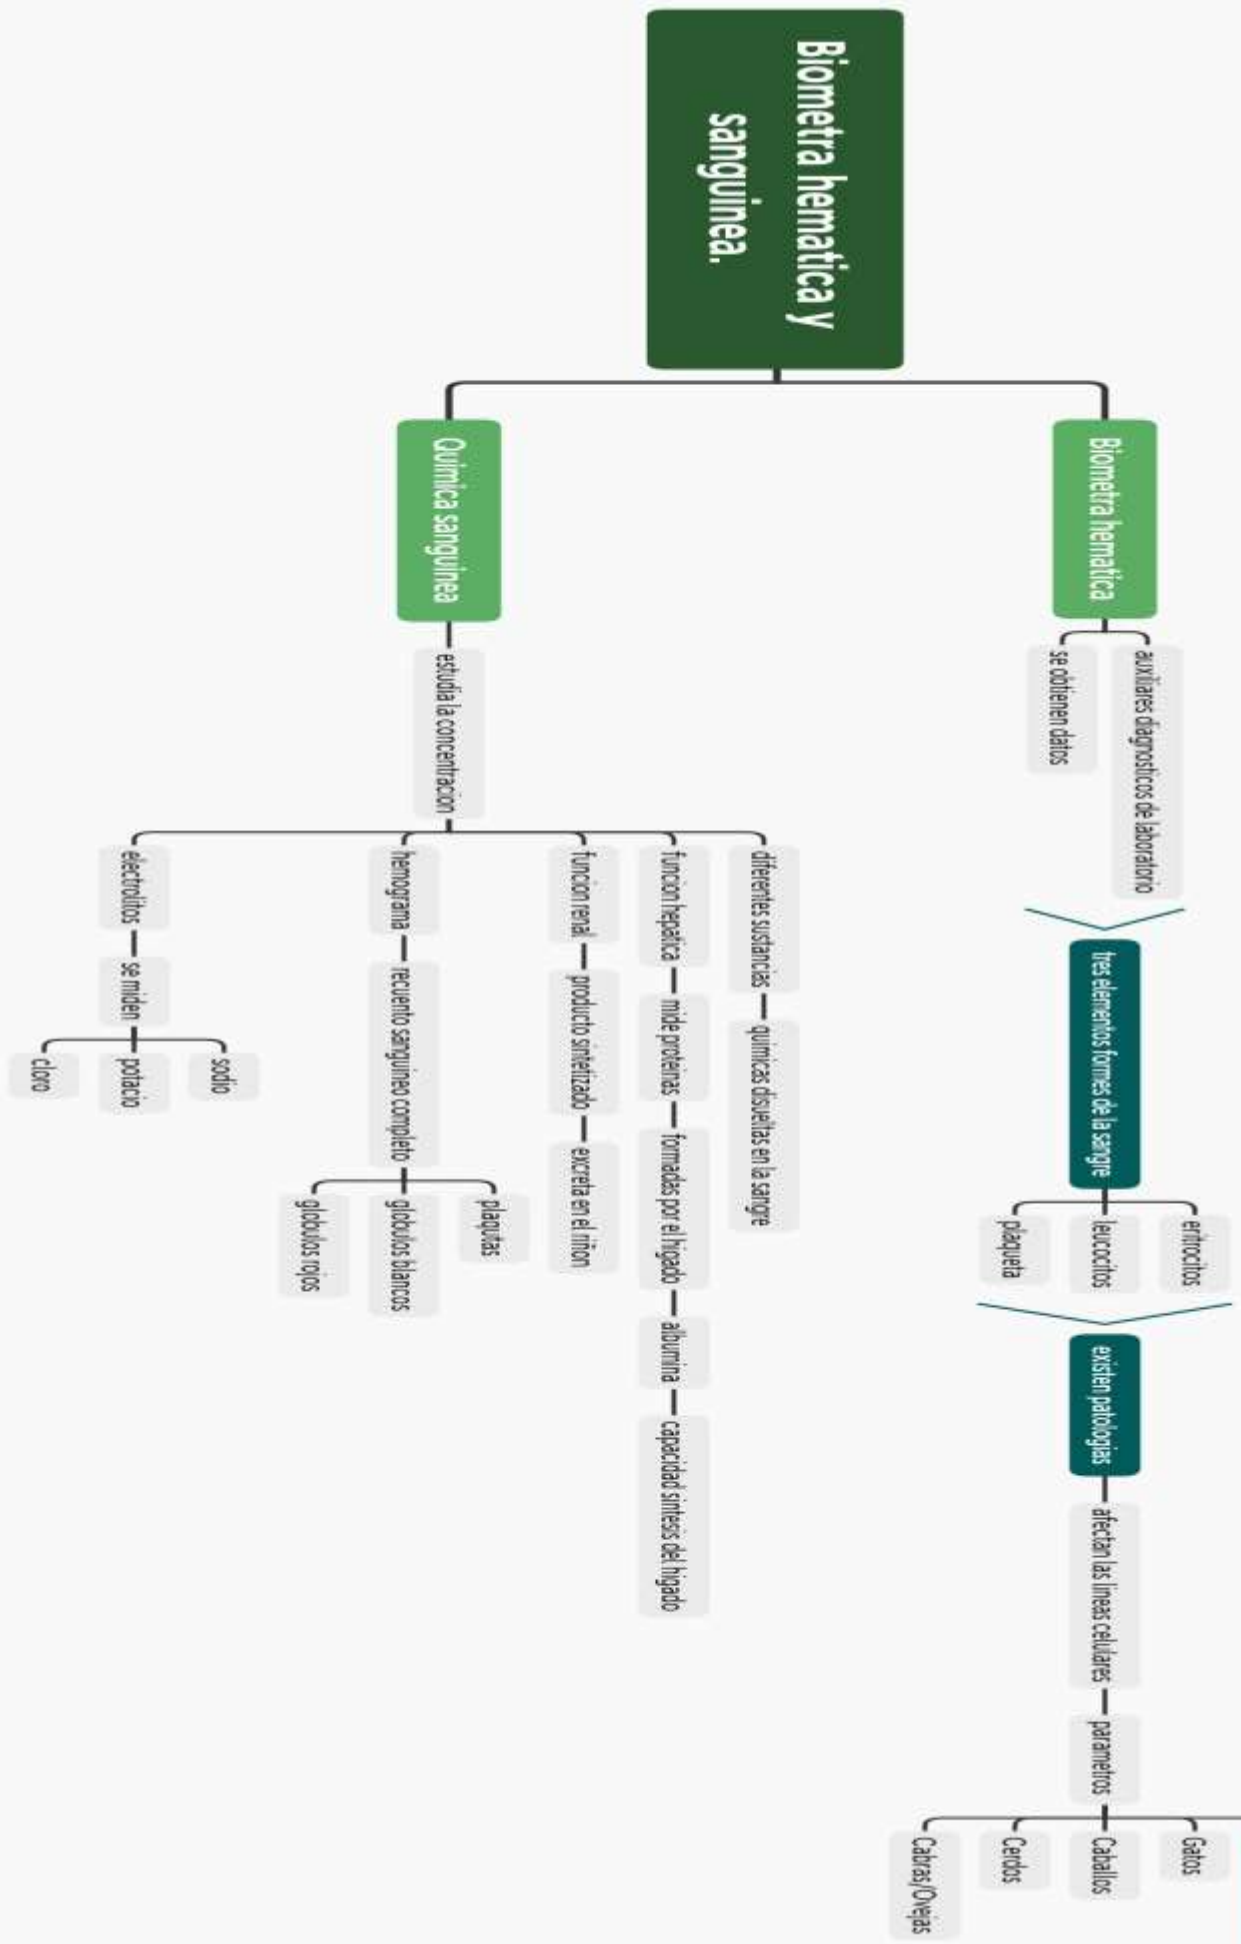 Biometra hematica y
sanguinea.
Biometra hematica
auxiliares diagnosticos de laboratorio
se obtienen datos
tres elementos formes de la sangre
eritrocitos
leucocitos
plaqueta
existen patologias
afectan las lineas celulares
parametros
Gatos
Caballos
Cerdos
Cabras/Ovejas
Quimica sanguinea
estudia la concentracion
diferentes sustancias
quimicas disueltas en la sangre
funcion hepatica
mide proteinas
formadas por el higado
albumina
capacidad sintesis del higado
funcion renal
producto sintetizado
excreta en el riñon
hemograma
recuento sanguineo completo
plaqutas
globulos blancos
globulos rojos
electrolitos
se miden
sodio
potacio
cloro